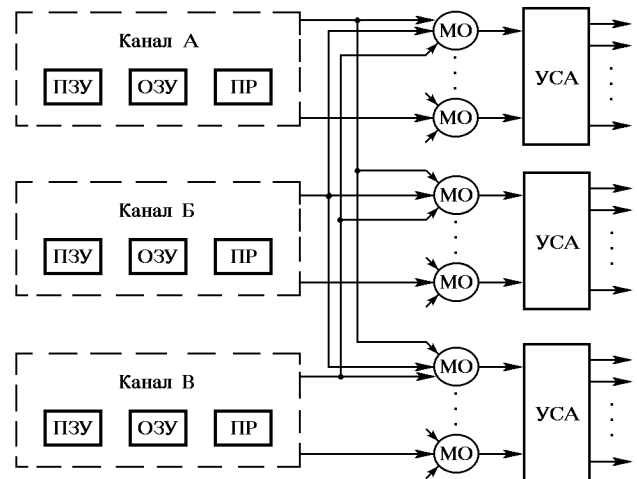 Канал А
ПЗУ ОЗУ ПР
МО
МО
УСА
Канал Б
ПЗУ ОЗУ ПР
МО
МО
УСА
Канал В
ПЗУ ОЗУ ПР
МО
МО
УСА